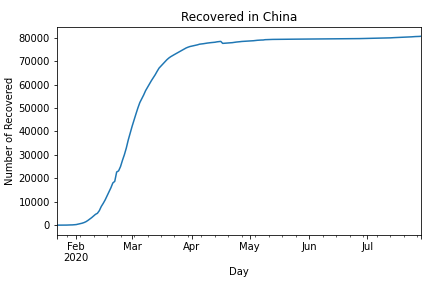 Recovered in China
Number of Recovered
80000
70000
60000
50000
40000
30000
20000
10000
0
Feb Mar Apr May Jun Jul
2020
Day